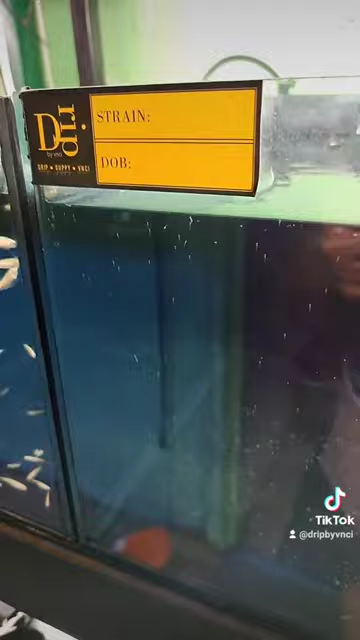 Drip
by vnci
DRIP • GUPPY • VNCI
STRAIN:
DOB:
TikTok
@dripbyvnci